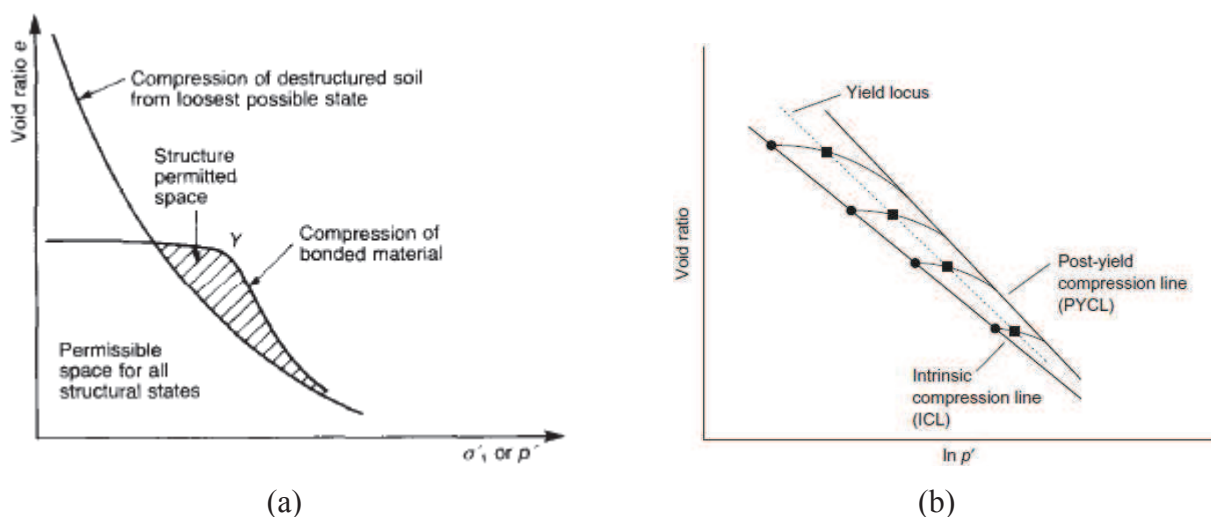 Void ratio e
Compression of destructured soil
from loosest possible state
Structure
permitted
space
Y
Compression of
bonded material
Permissible
space for all
structural states
σ'₁ or p'
(a)
Void ratio
Yield locus
Post-yield
compression line
(PYCL)
Intrinsic
compression line
(ICL)
ln p'
(b)